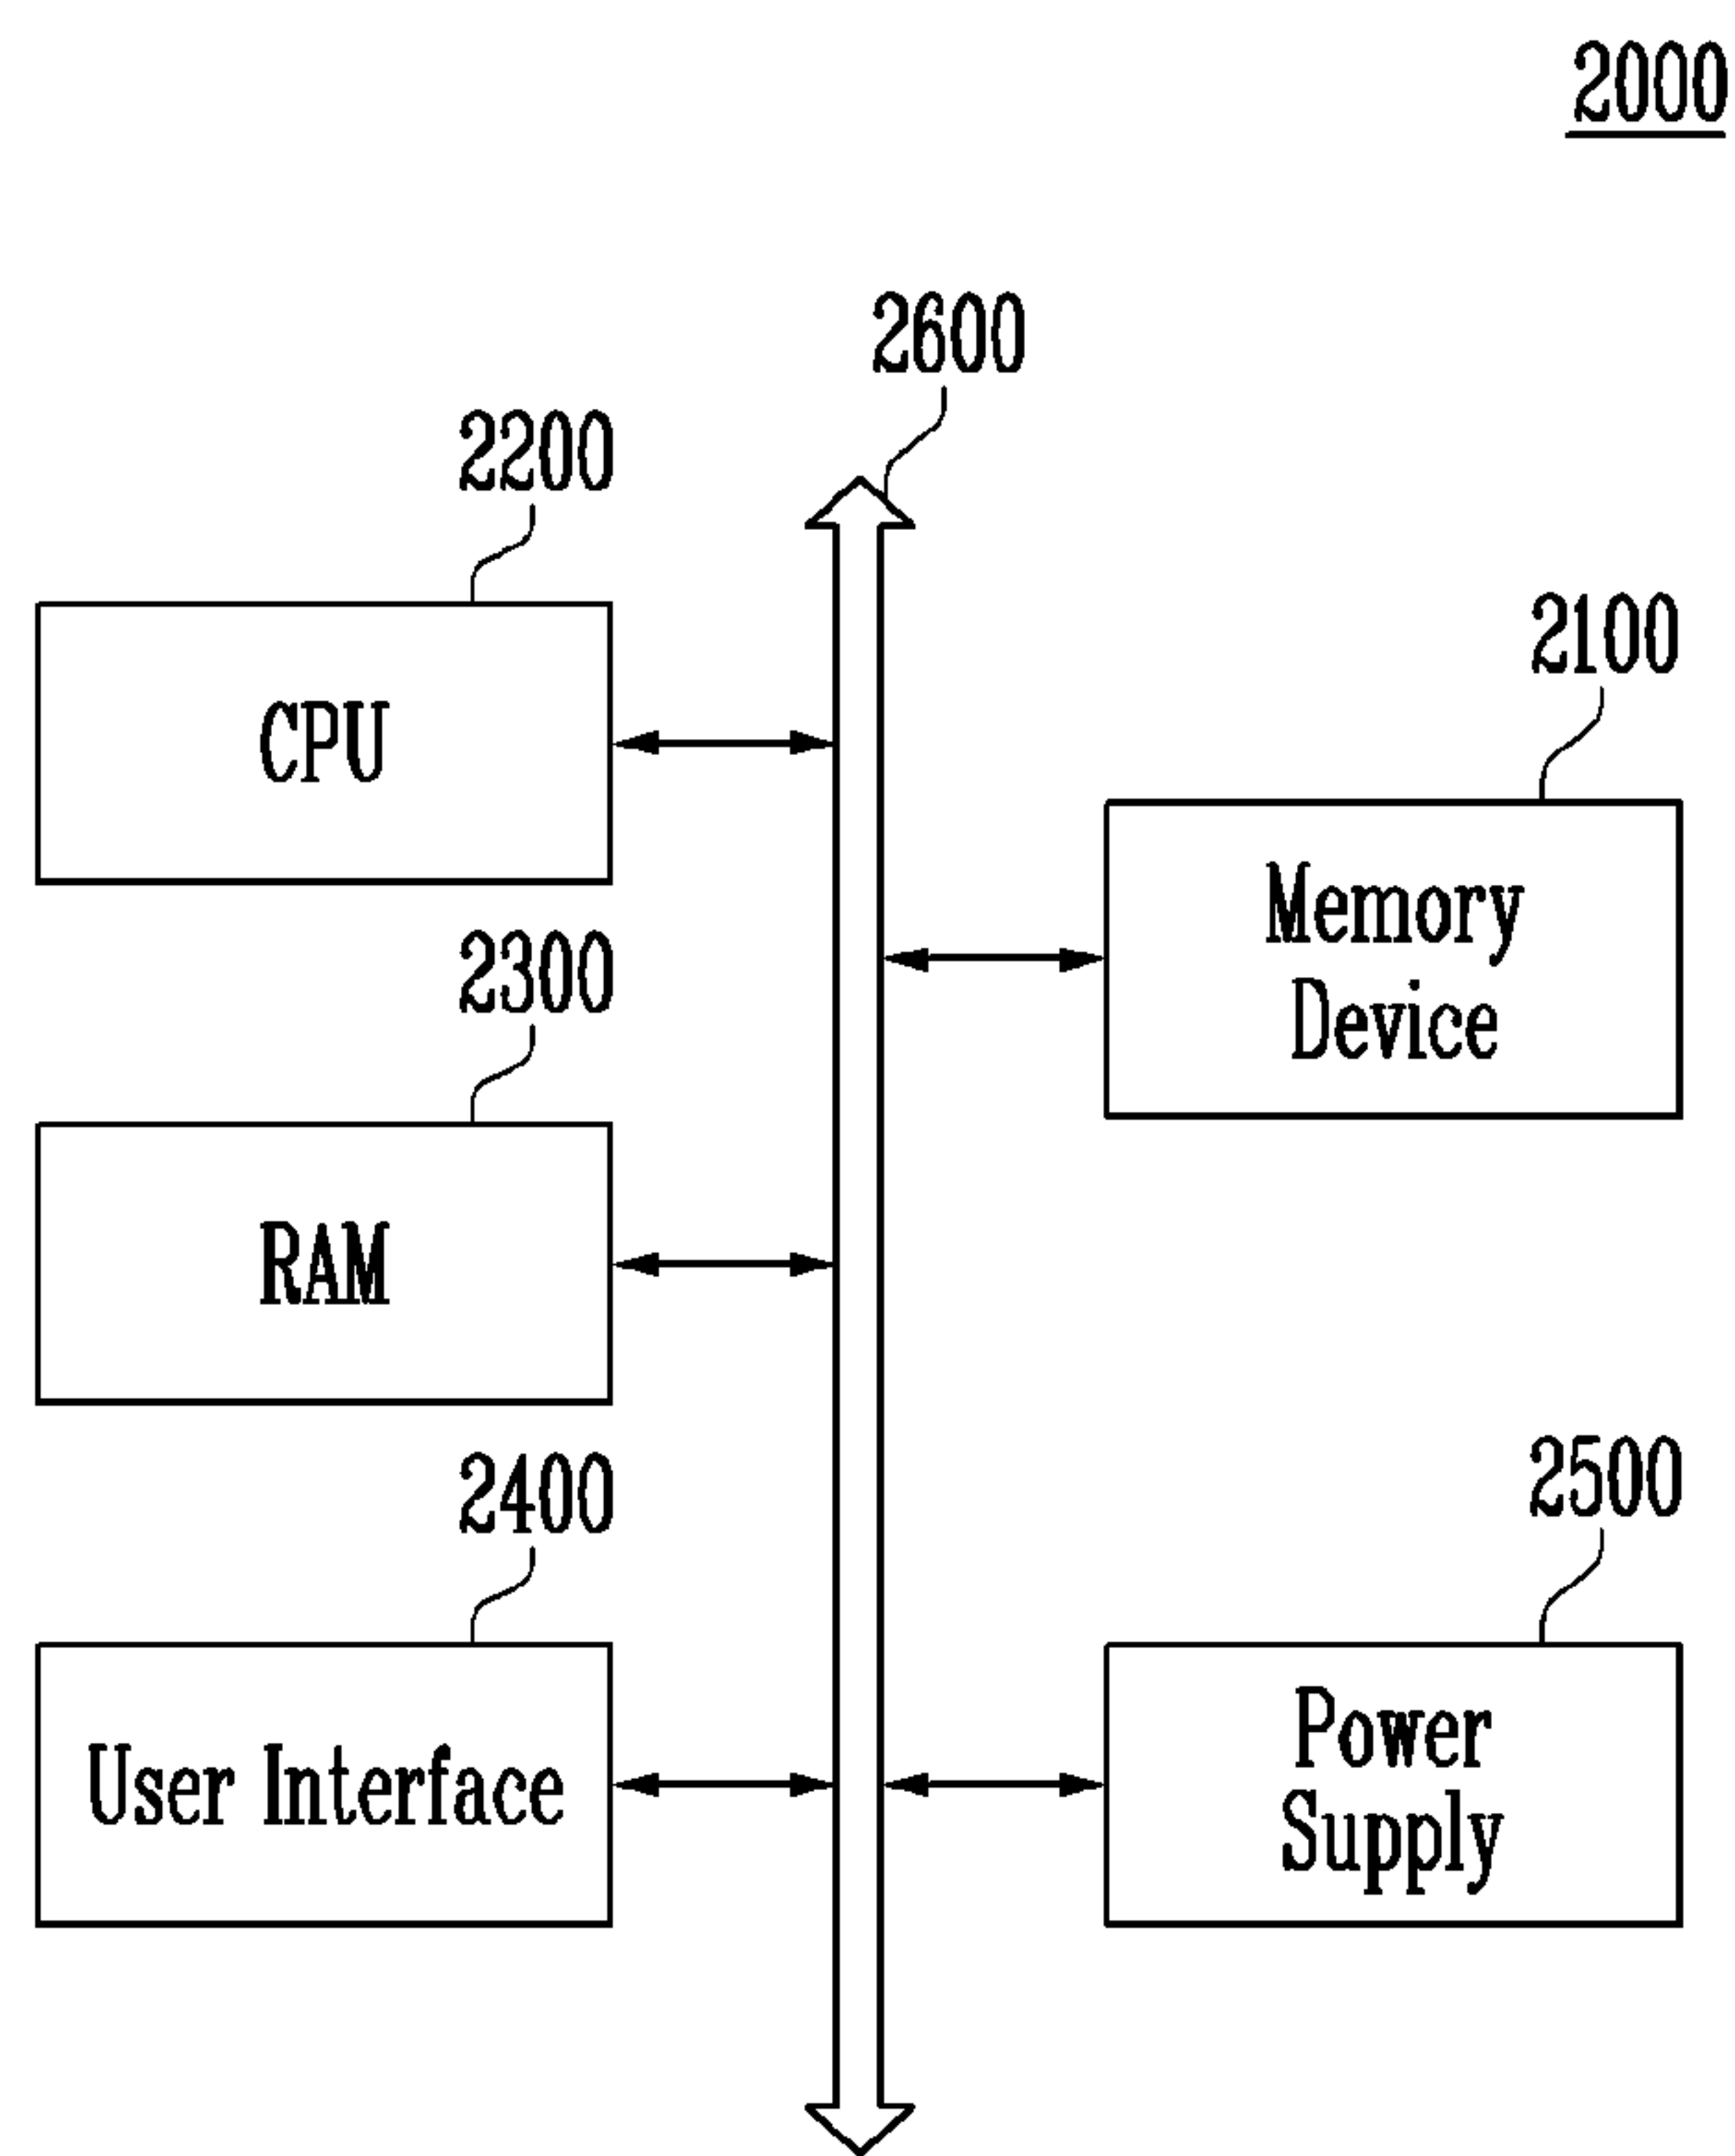 2000
2600
2200
CPU
2100
Memory
Device
2300
RAM
2400
User Interface
2500
Power
Supply